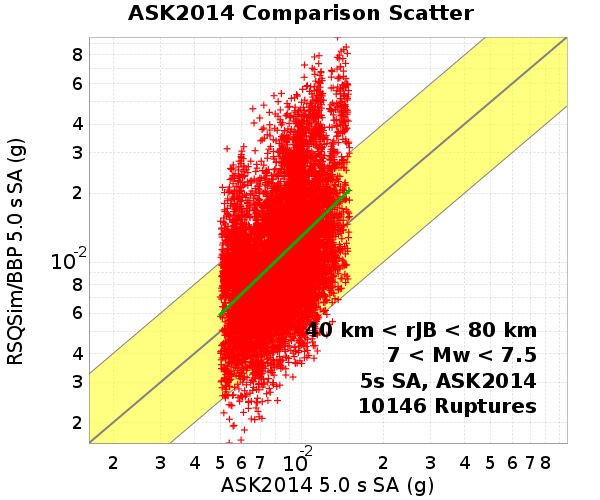 ASK2014 Comparison Scatter
RSQSim/BBP 5.0 s SA (g)
8
6
4
3
2
10-2
8
6
4
3
2
40 km < rJB < 80 km
7 < Mw < 7.5
5s SA, ASK2014
10146 Ruptures
2 3 4 5 6 7 10-2 2 3 4 5 6 7 8
ASK2014 5.0 s SA (g)